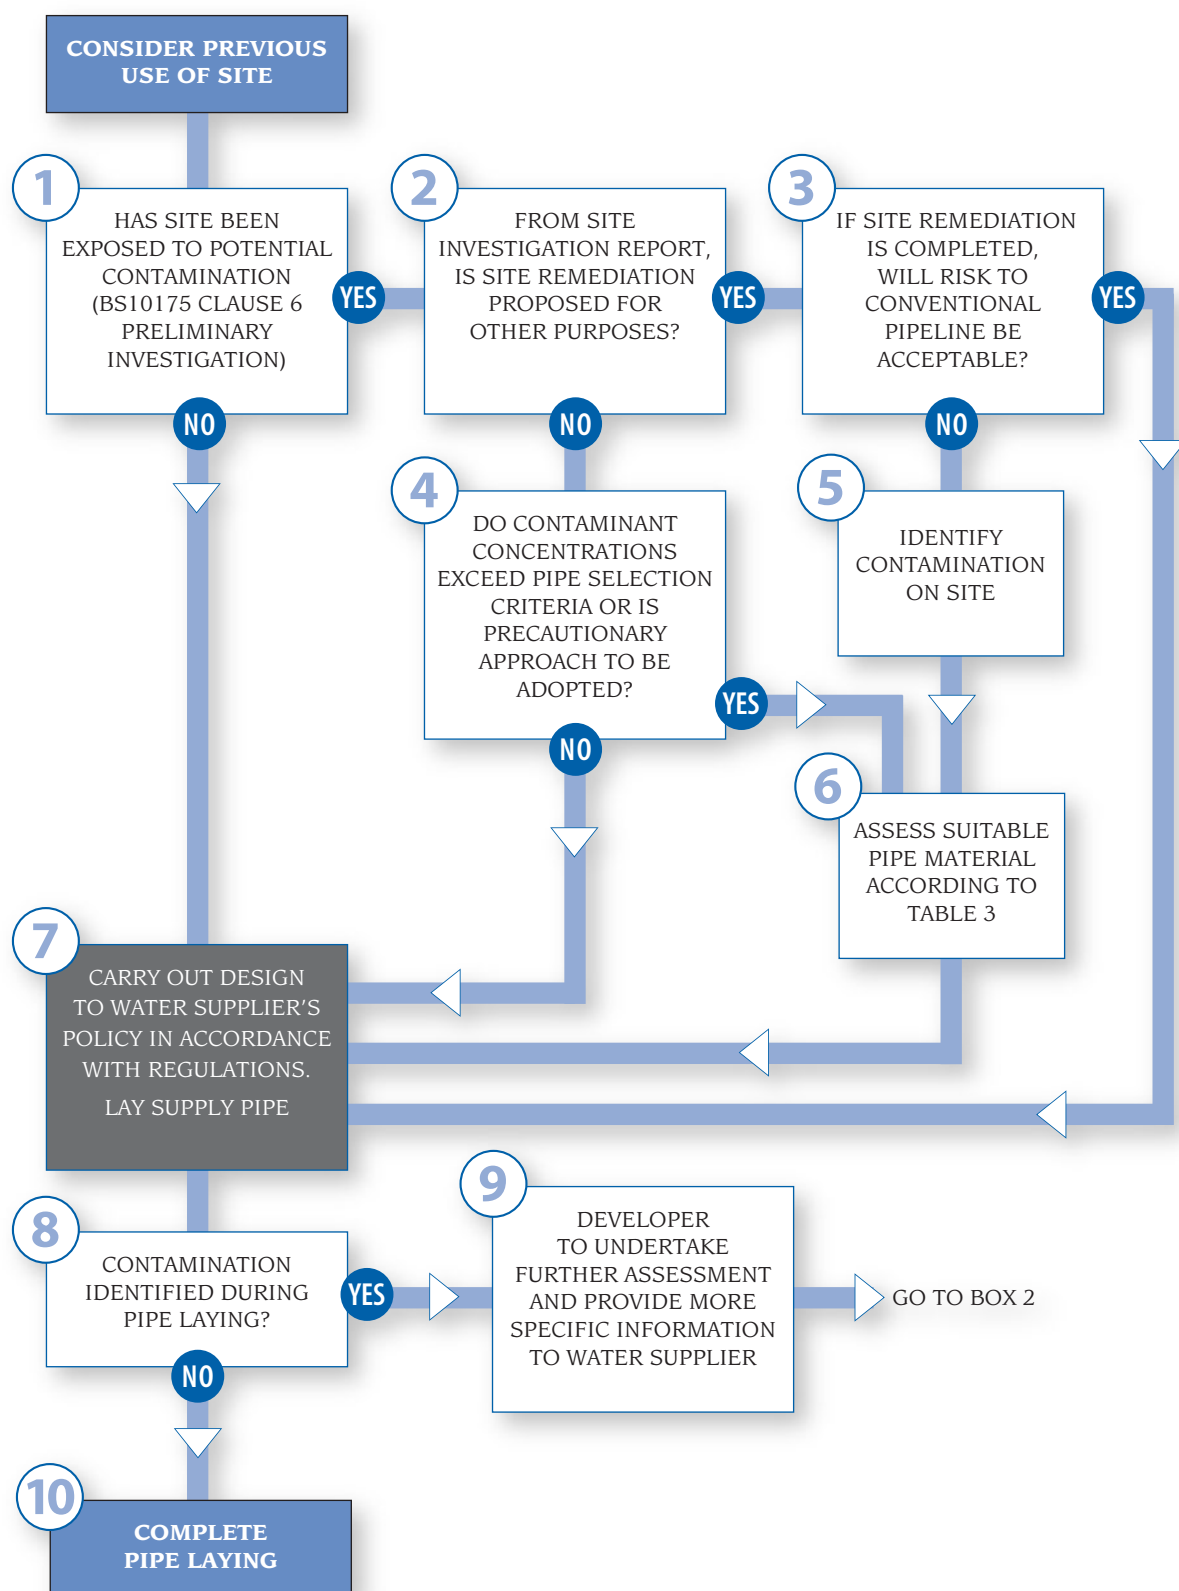 CONSIDER PREVIOUS
USE OF SITE
1
HAS SITE BEEN
EXPOSED TO POTENTIAL
CONTAMINATION
(BS10175 CLAUSE 6
PRELIMINARY
INVESTIGATION)
YES
NO
2
FROM SITE
INVESTIGATION REPORT,
IS SITE REMEDIATION
PROPOSED FOR
OTHER PURPOSES?
YES
NO
3
IF SITE REMEDIATION
IS COMPLETED,
WILL RISK TO
CONVENTIONAL
PIPELINE BE
ACCEPTABLE?
YES
NO
4
DO CONTAMINANT
CONCENTRATIONS
EXCEED PIPE SELECTION
CRITERIA OR IS
PRECAUTIONARY
APPROACH TO BE
ADOPTED?
YES
NO
5
IDENTIFY
CONTAMINATION
ON SITE
6
ASSESS SUITABLE
PIPE MATERIAL
ACCORDING TO
TABLE 3
7
CARRY OUT DESIGN
TO WATER SUPPLIER'S
POLICY IN ACCORDANCE
WITH REGULATIONS.
LAY SUPPLY PIPE
8
CONTAMINATION
IDENTIFIED DURING
PIPE LAYING?
YES
NO
9
DEVELOPER
TO UNDERTAKE
FURTHER ASSESSMENT
AND PROVIDE MORE
SPECIFIC INFORMATION
TO WATER SUPPLIER
GO TO BOX 2
10
COMPLETE
PIPE LAYING